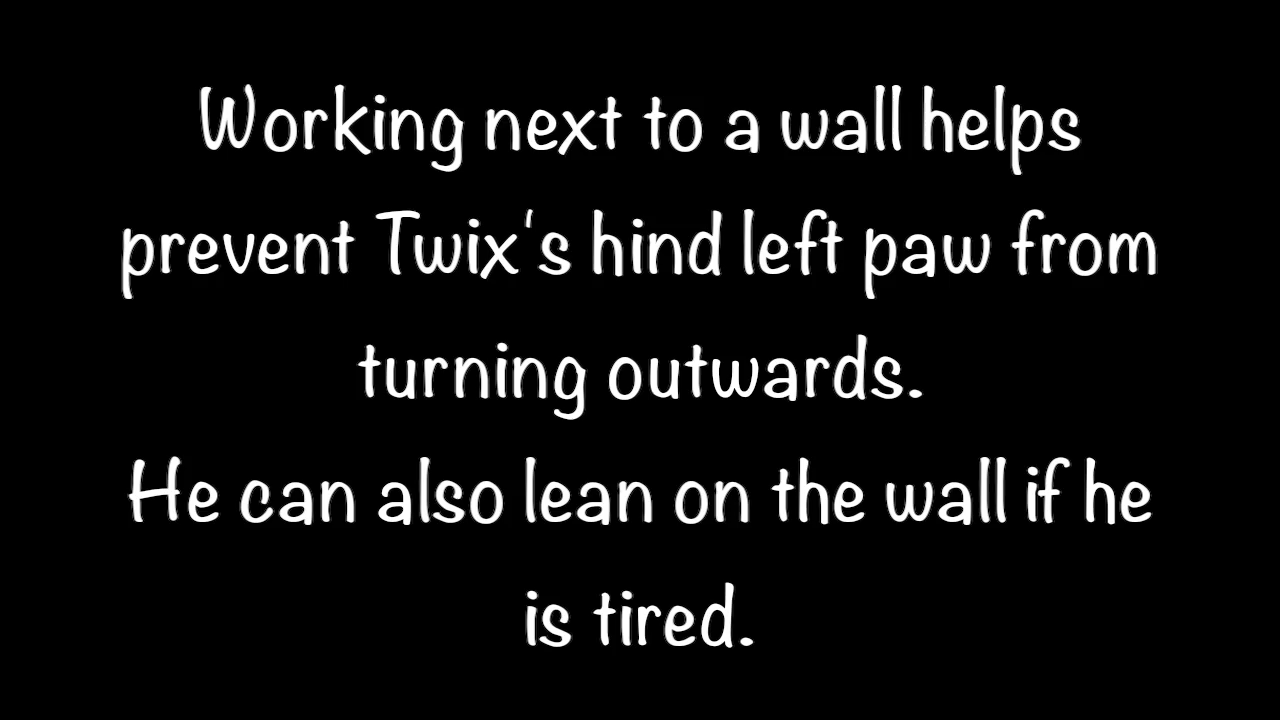 Working next to a wall helps
prevent Twix's hind left paw from
turning outwards.
He can also lean on the wall if he
is tired.